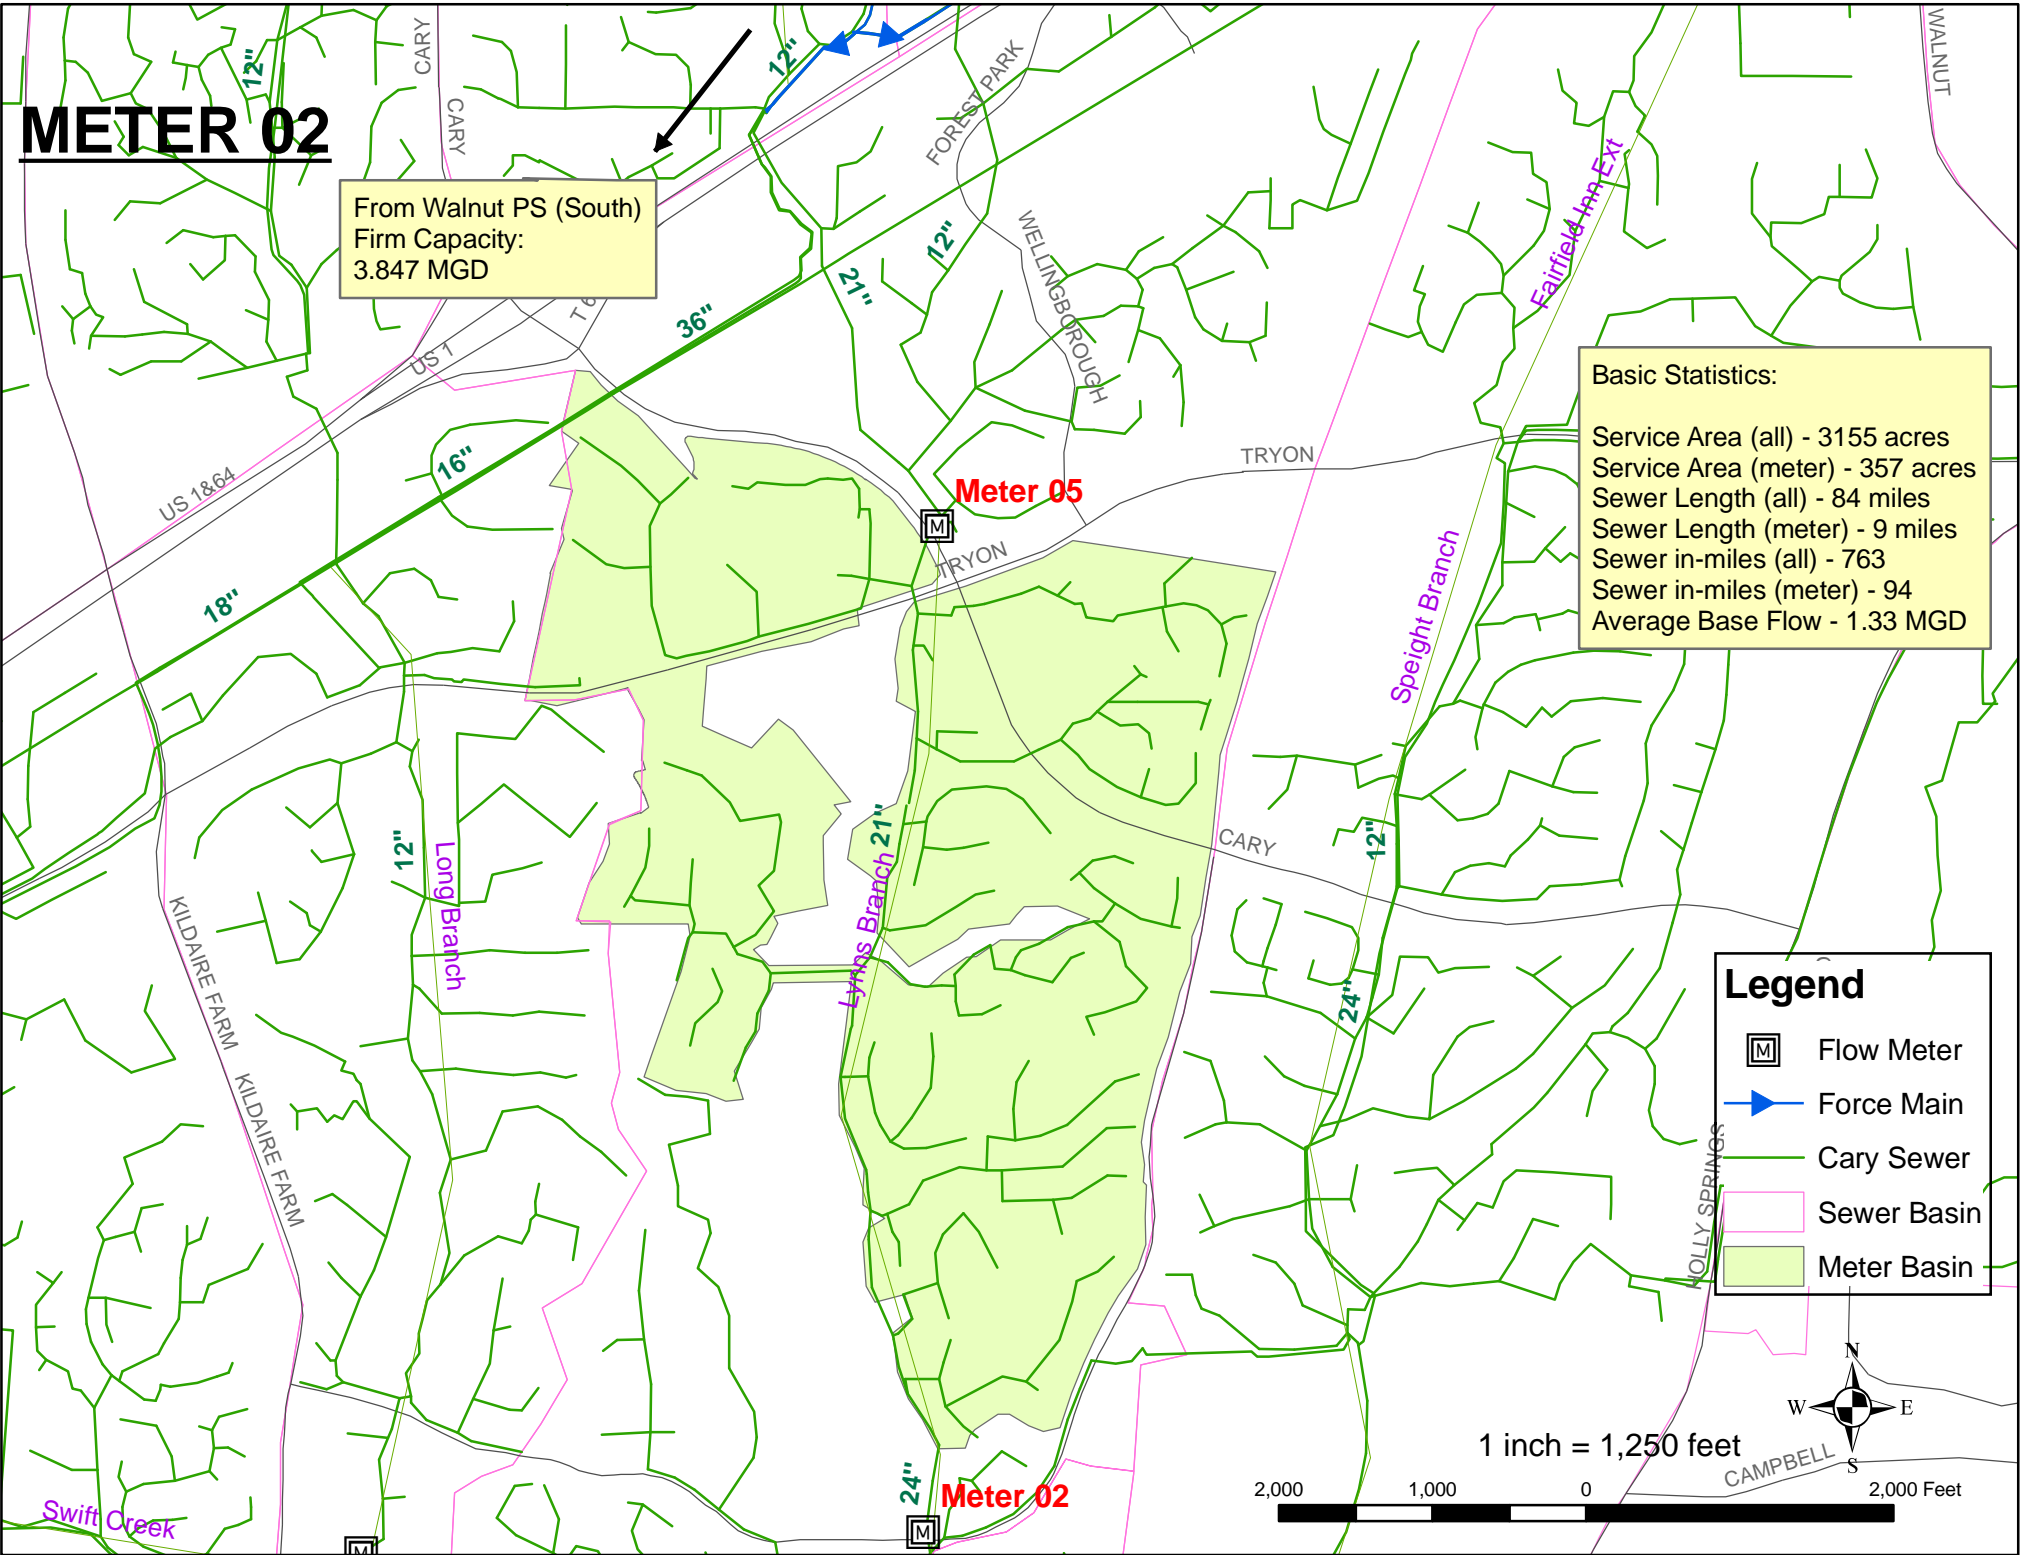 METER 02
CARY
CARY
12"
12"
FOREST PARK
WALNUT
From Walnut PS (South)
Firm Capacity:
3.847 MGD
12"
WELLINGBOROUGH
Fairfield Inn Ext
21"
36"
T 6
US 1
US 1&64
16"
18"
Basic Statistics:
Service Area (all) - 3155 acres
Service Area (meter) - 357 acres
Sewer Length (all) - 84 miles
Sewer Length (meter) - 9 miles
Sewer in-miles (all) - 763
Sewer in-miles (meter) - 94
Average Base Flow - 1.33 MGD
TRYON
Meter 05
M
TRYON
Speight Branch
12"
Long Branch
21"
Lynns Branch
CARY
12"
24"
KILDAIRE FARM
KILDAIRE FARM
HOLLY SPRINGS
Legend
M Flow Meter
Force Main
Cary Sewer
Sewer Basin
Meter Basin
N
W E
S
1 inch = 1,250 feet
2,000 1,000 0 2,000 Feet
CAMPBELL
24"
Meter 02
M
Swift Creek
M